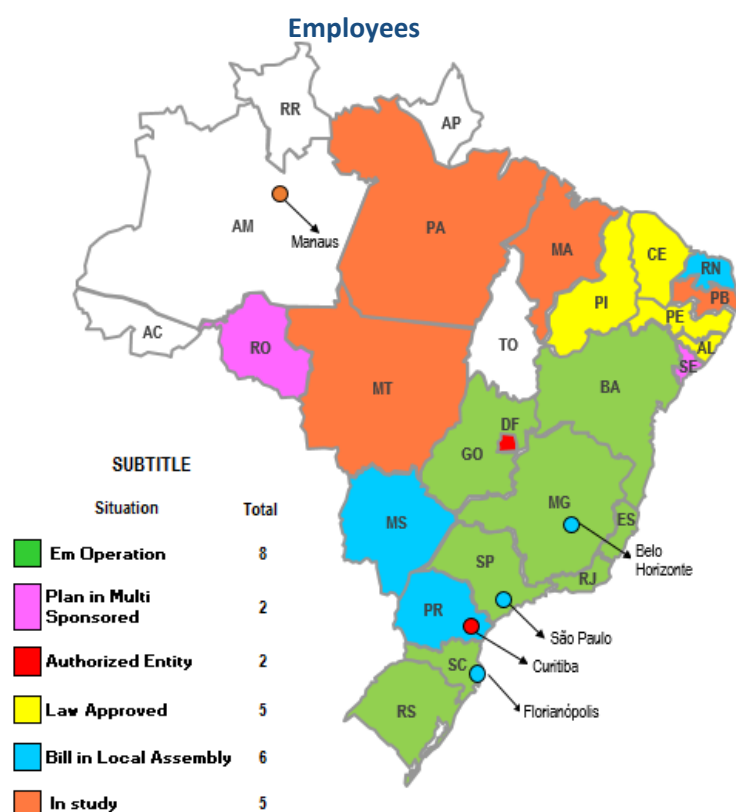 Employees
RR
AP
AM
Manaus
PA
MA
CE
RN
PB
PI
PE
AL
SE
AC
RO
TO
BA
MT
DF
GO
SUBTITLE
Situation Total
MS
MG
ES
Belo
Horizonte
Em Operation 8
SP
RJ
Plan in Multi
Sponsored 2
PR
São Paulo
Curitiba
Authorized Entity 2
SC
Florianópolis
RS
Law Approved 5
Bill in Local Assembly 6
In study 5